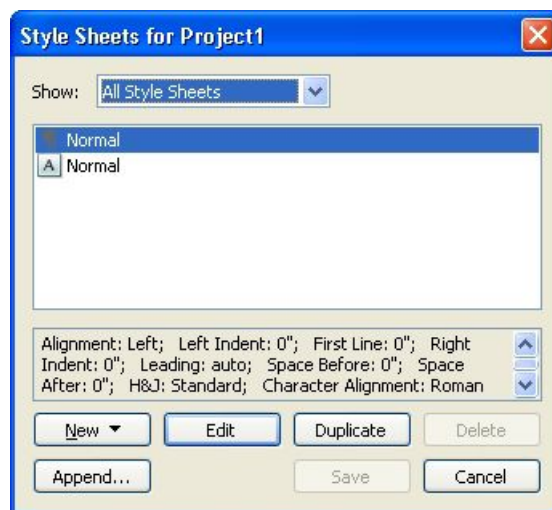 Style Sheets for Project1
Show: All Style Sheets
Normal
A Normal
Alignment: Left; Left Indent: 0"; First Line: 0"; Right
Indent: 0"; Leading: auto; Space Before: 0"; Space
After: 0"; H&J: Standard; Character Alignment: Roman
New Edit Duplicate Delete
Append... Save Cancel